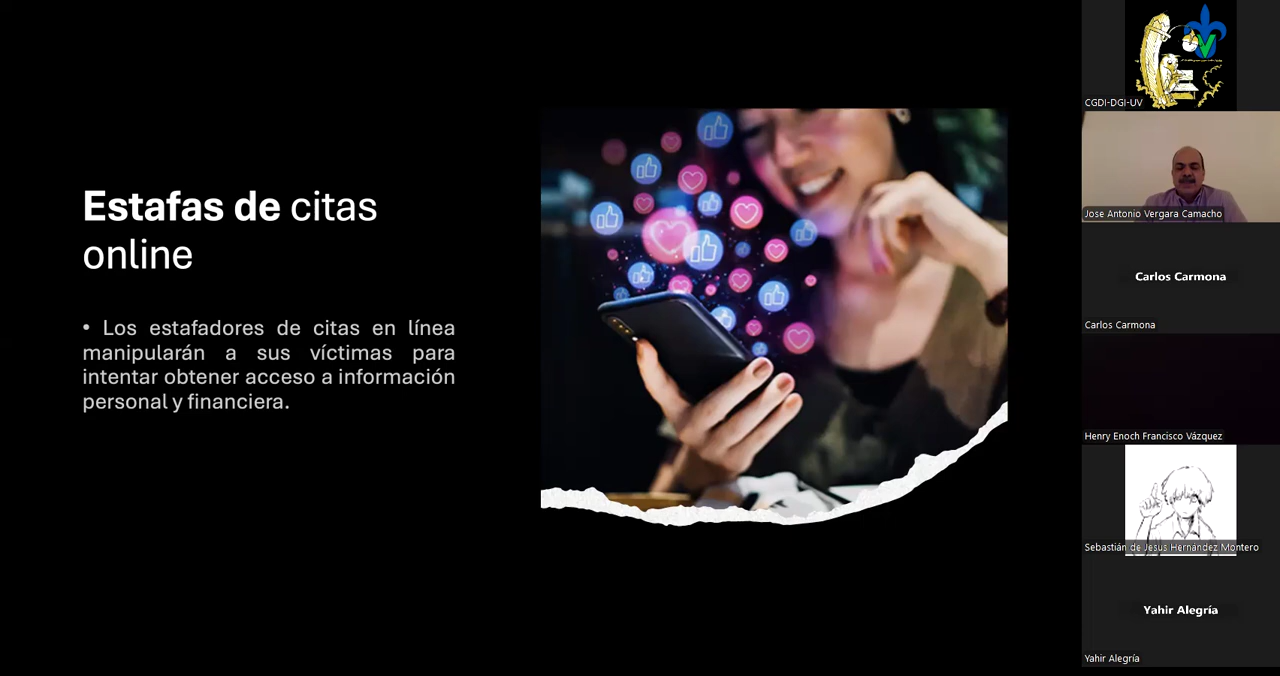 Estafas de citas
online
• Los estafadores de citas en línea
manipularán a sus víctimas para
intentar obtener acceso a información
personal y financiera.
CGDI-DGI-UV
Jose Antonio Vergara Camacho
Carlos Carmona
Carlos Carmona
Henry Enoch Francisco Vázquez
Sebastián de Jesus Hernández Montero
Yahir Alegría
Yahir Alegría